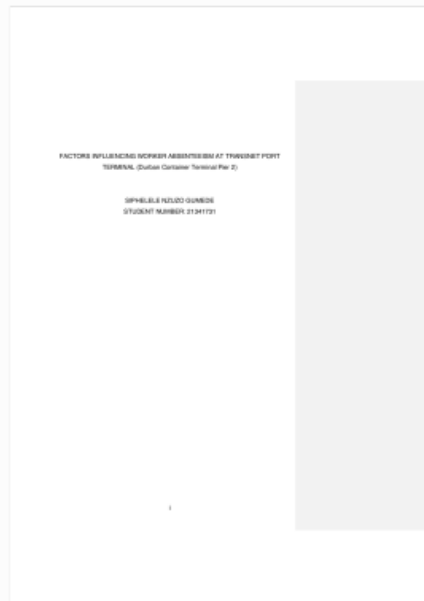 FACTORS INFLUENCING WORKER ABSENTEEISM AT TRANSNET PORT
TERMINAL (Durban Container Terminal Pier 2)
SIPHELELE NZUZO GUMEDE
STUDENT NUMBER: 21341731